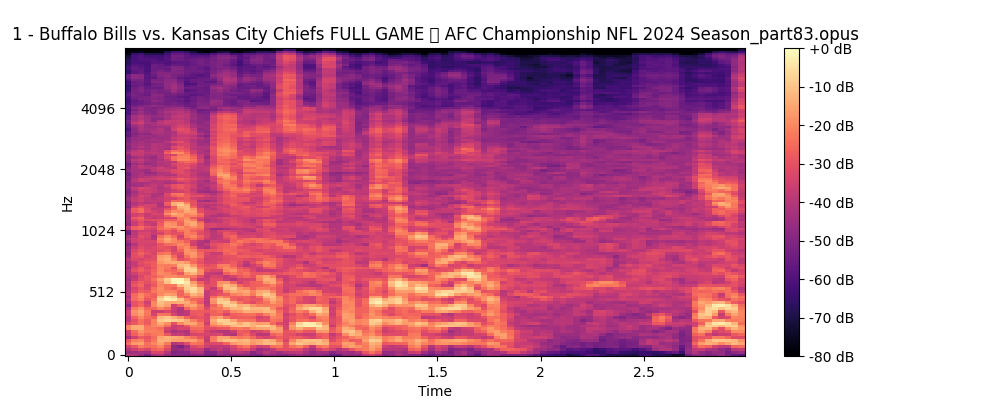 1 - Buffalo Bills vs. Kansas City Chiefs FULL GAME ▯ AFC Championship NFL 2024 Season_part83.opus
+0 dB
-10 dB
-20 dB
-30 dB
-40 dB
-50 dB
-60 dB
-70 dB
-80 dB
4096
2048
1024
512
0
Hz
0
0.5
1
1.5
2
2.5
Time